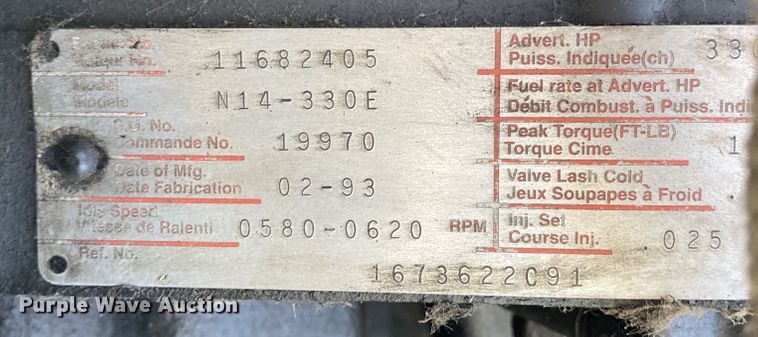 Moteur No. 11682405
Model
Modele N14-330E
S.O. No.
Commande No. 19970
Date of Mfg.
Date Fabrication 02-93
Idle Speed
Vitesse de Ralenti 0580-0620 RPM
Ref. No. 1673622C91
Advert. HP
Puiss. Indiquée(ch) 330
Fuel rate at Advert. HP
Débit Combust. à Puiss. Indi
Peak Torque(FT-LB)
Torque Cime 1
Valve Lash Cold
Jeux Soupapes à Froid
Inj. Set
Course Inj. .025
Purple Wave Auction